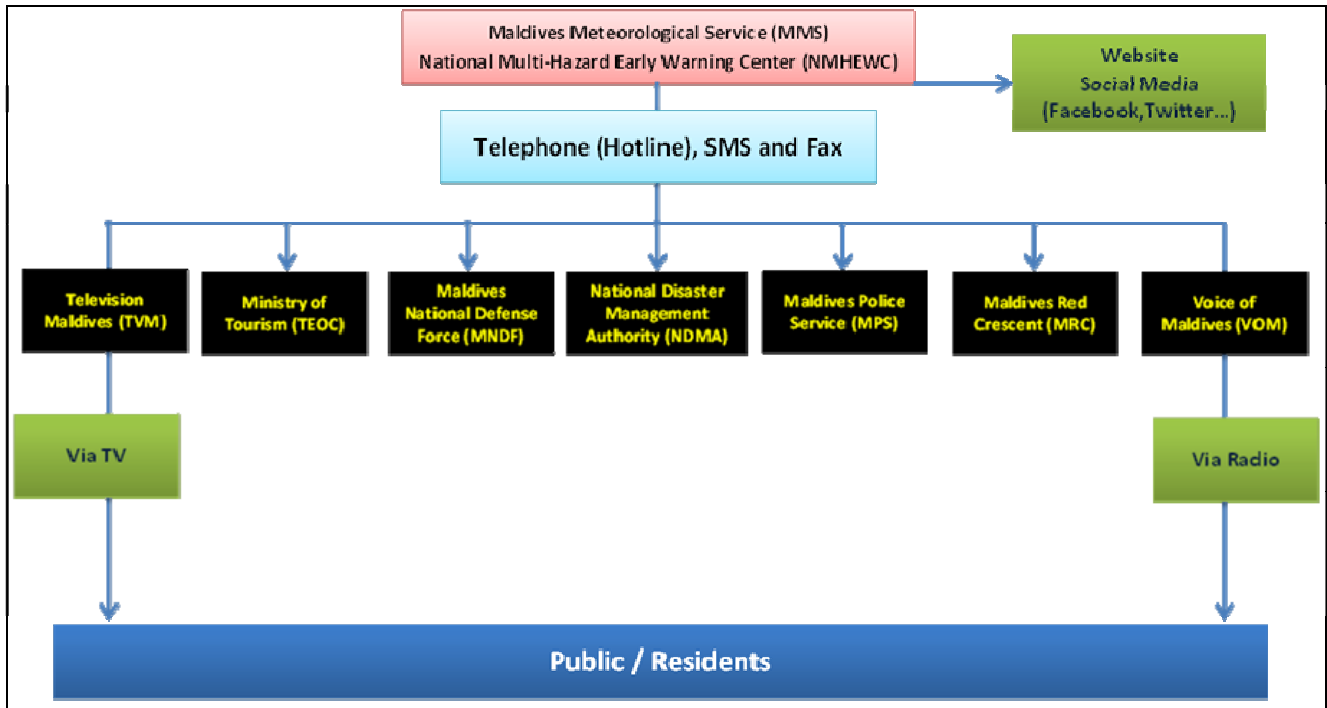 Maldives Meteorological Service (MMS)
National Multi-Hazard Early Warning Center (NMHEWC)
Website
Social Media
(Facebook,Twitter...)
Telephone (Hotline), SMS and Fax
Television
Maldives (TVM)
Ministry of
Tourism (TEOC)
Maldives
National Defense
Force (MNDF)
National Disaster
Management
Authority (NDMA)
Maldives Police
Service (MPS)
Maldives Red
Crescent (MRC)
Voice of
Maldives (VOM)
Via TV
Via Radio
Public / Residents